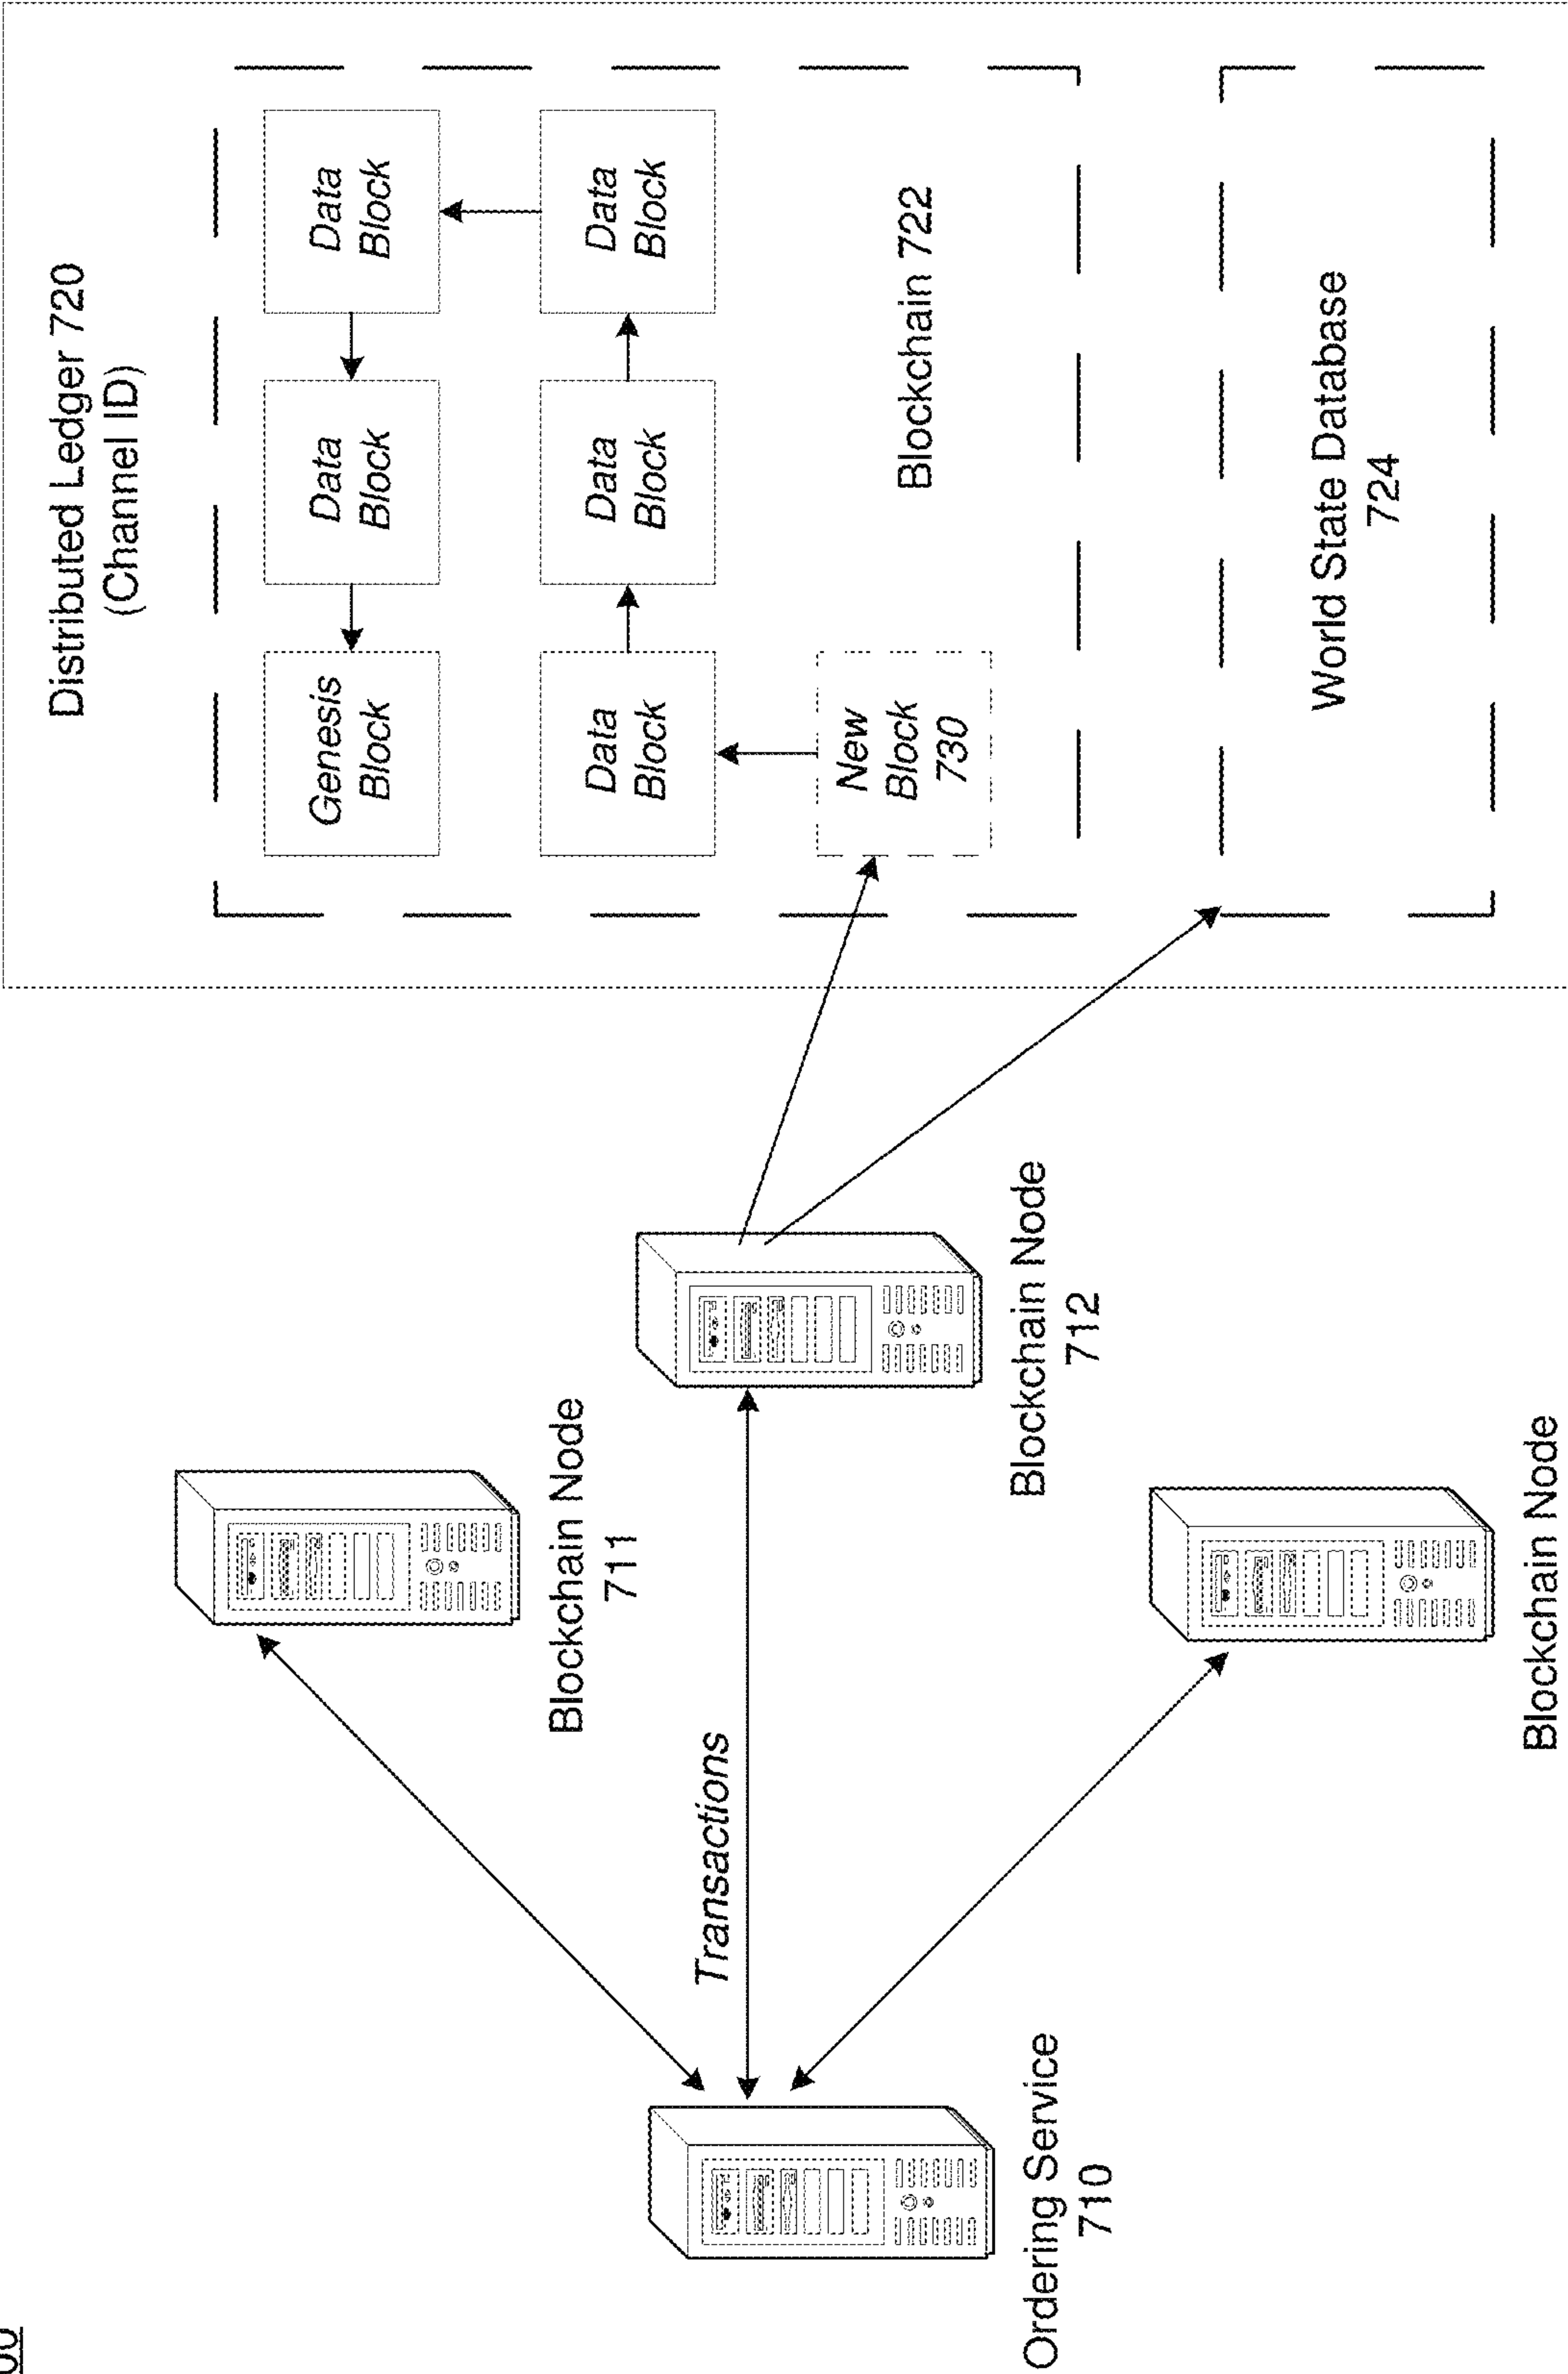 Distributed Ledger 720
(Channel ID)
Genesis
Block
Data
Block
Data
Block
Data
Block
Data
Block
Data
Block
New
Block
730
Blockchain 722
World State Database
724
Blockchain Node
711
Transactions
Blockchain Node
712
Ordering Service
710
Blockchain Node